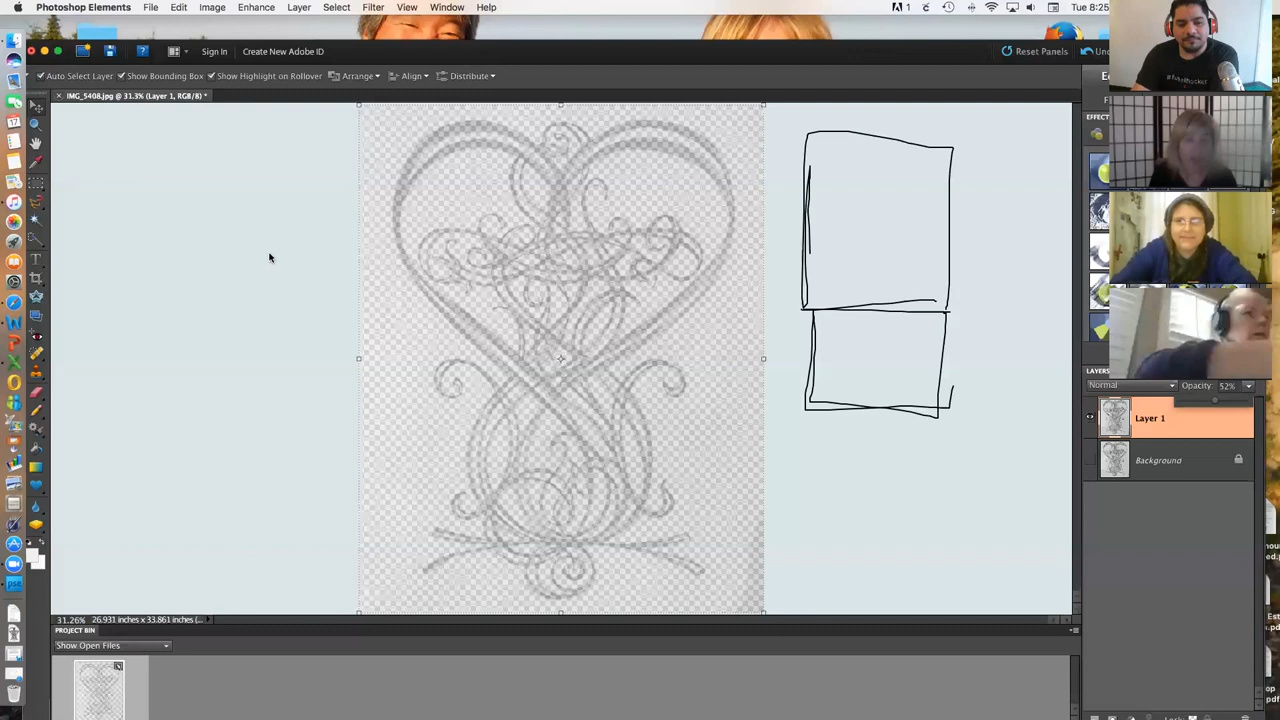 Photoshop Elements File Edit Image Enhance Layer Select Filter View Window Help
1
Tue 8:25
Sign In Create New Adobe ID
Reset Panels
Auto Select Layer Show Bounding Box Show Highlight on Rollover Arrange Align Distribute
IMG_5408.jpg @ 31.3% (Layer 1, RGB/8) *
LAYERS
Normal Opacity: 52%
Layer 1
Background
31.26% 26.931 inches x 33.861 inches (...
PROJECT BIN
Show Open Files
pse